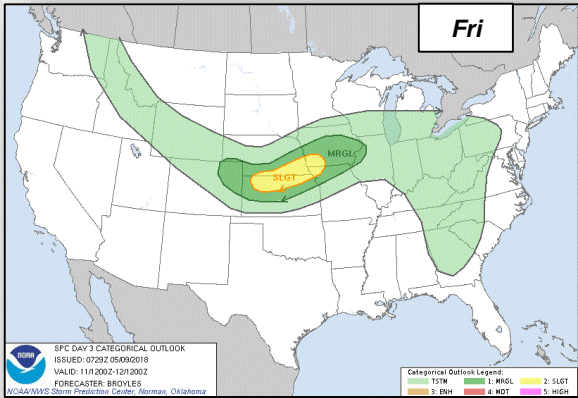 Fri
MRGL
SLGT
SPC DAY 3 CATEGORICAL OUTLOOK
ISSUED: 0729Z 05/09/2018
VALID: 11/1200Z-12/1200Z
FORECASTER: BROYLES
NOAA/NWS Storm Prediction Center, Norman, Oklahoma
NOAA
Categorical Outlook Legend:
TSTM 1: MRGL 2: SLGT
3: ENH 4: MDT 5: HIGH